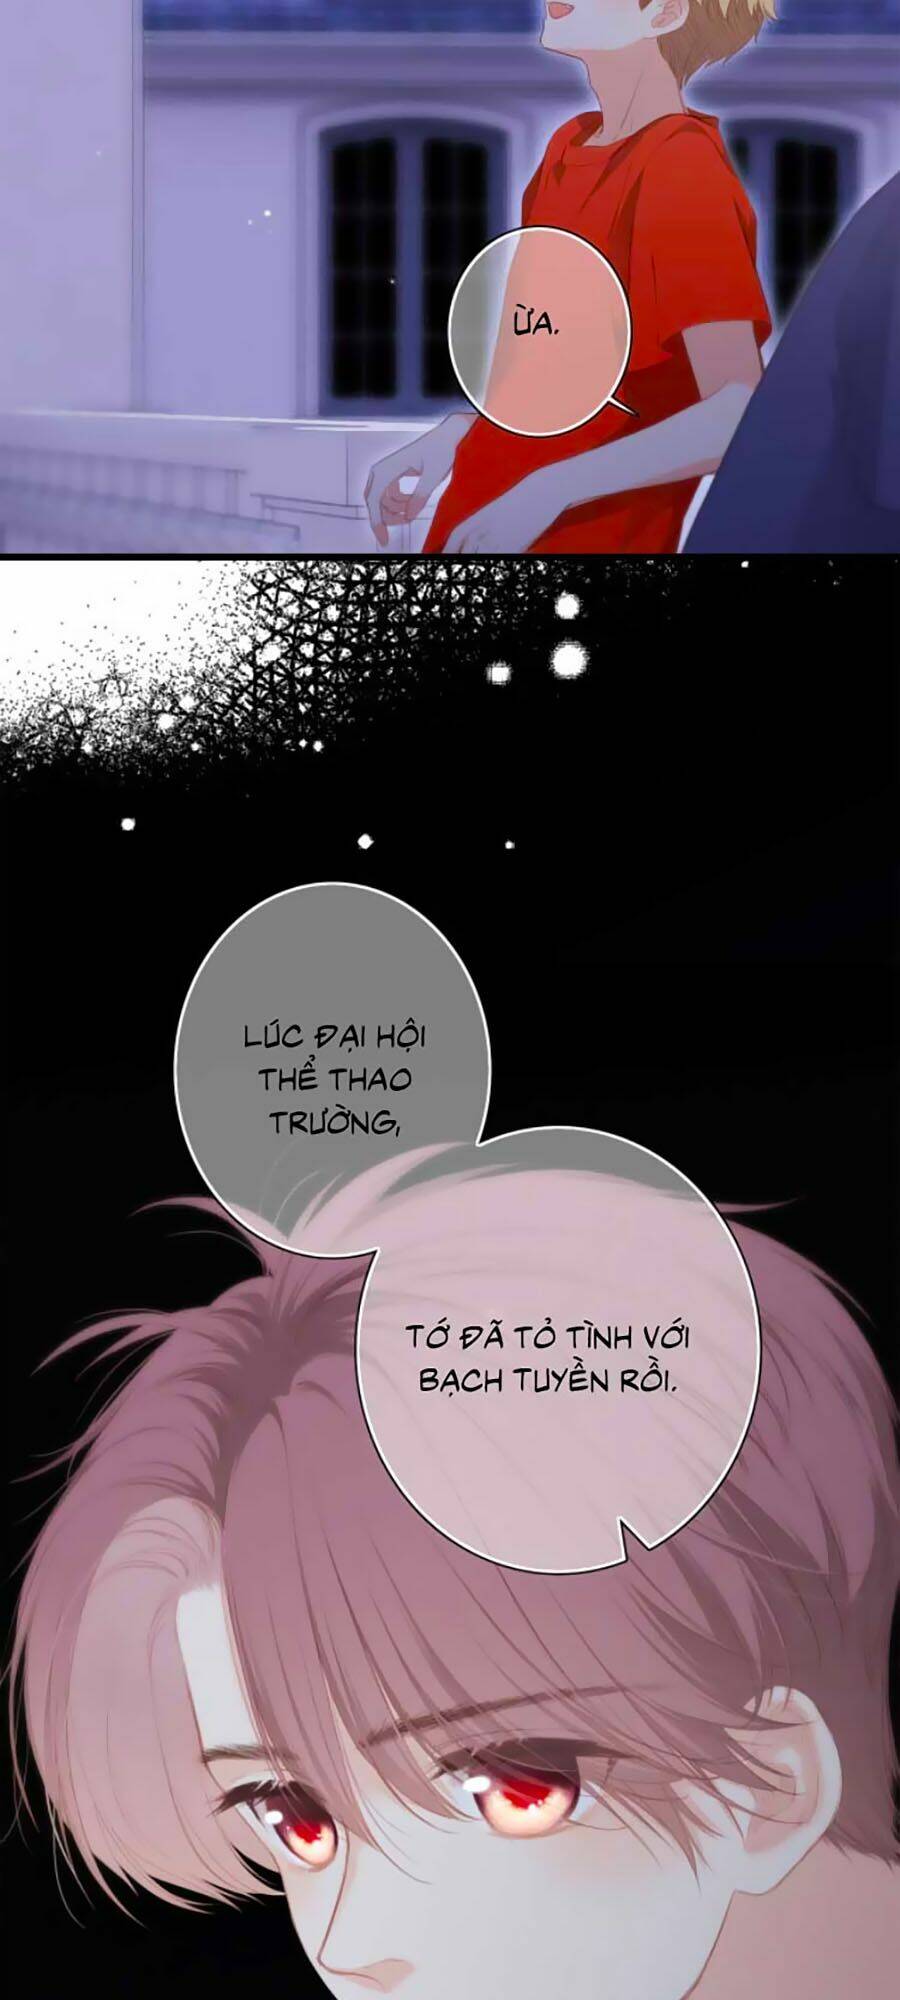 ỪA.
LÚC ĐẠI HỘI
THỂ THAO
TRƯỜNG,
TỚ ĐÃ TỎ TÌNH VỚI
BẠCH TUYỀN RỒI.